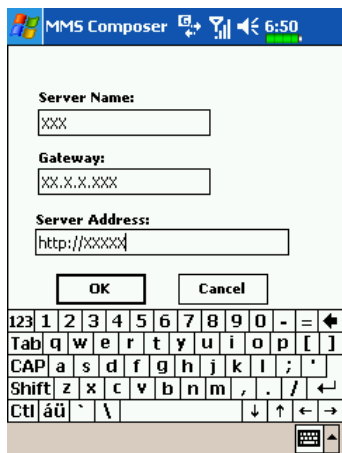 MMS Composer G 6:50
Server Name:
XXX
Gateway:
XX.X.X.XXX
Server Address:
http://XXXXX
OK Cancel
123 1 2 3 4 5 6 7 8 9 0 - =
Tab q w e r t y u i o p [ ]
CAP a s d f g h j k l ; '
Shift z x c v b n m , . /
Ctl áü ` \